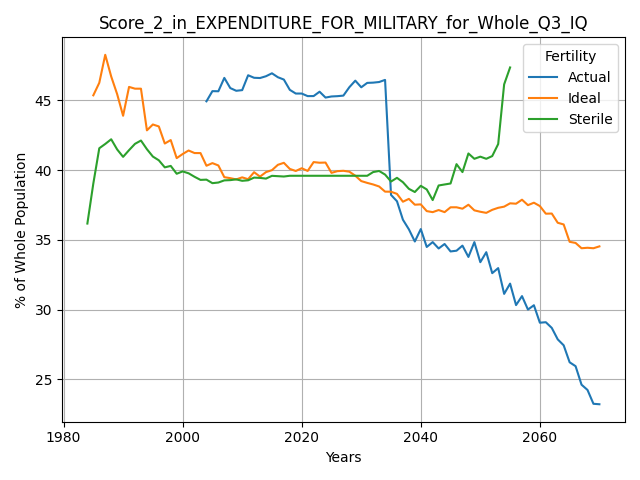 Score_2_in_EXPENDITURE_FOR_MILITARY_for_Whole_Q3_IQ
Fertility
Actual
Ideal
Sterile
% of Whole Population
45
40
35
30
25
1980
2000
2020
2040
2060
Years